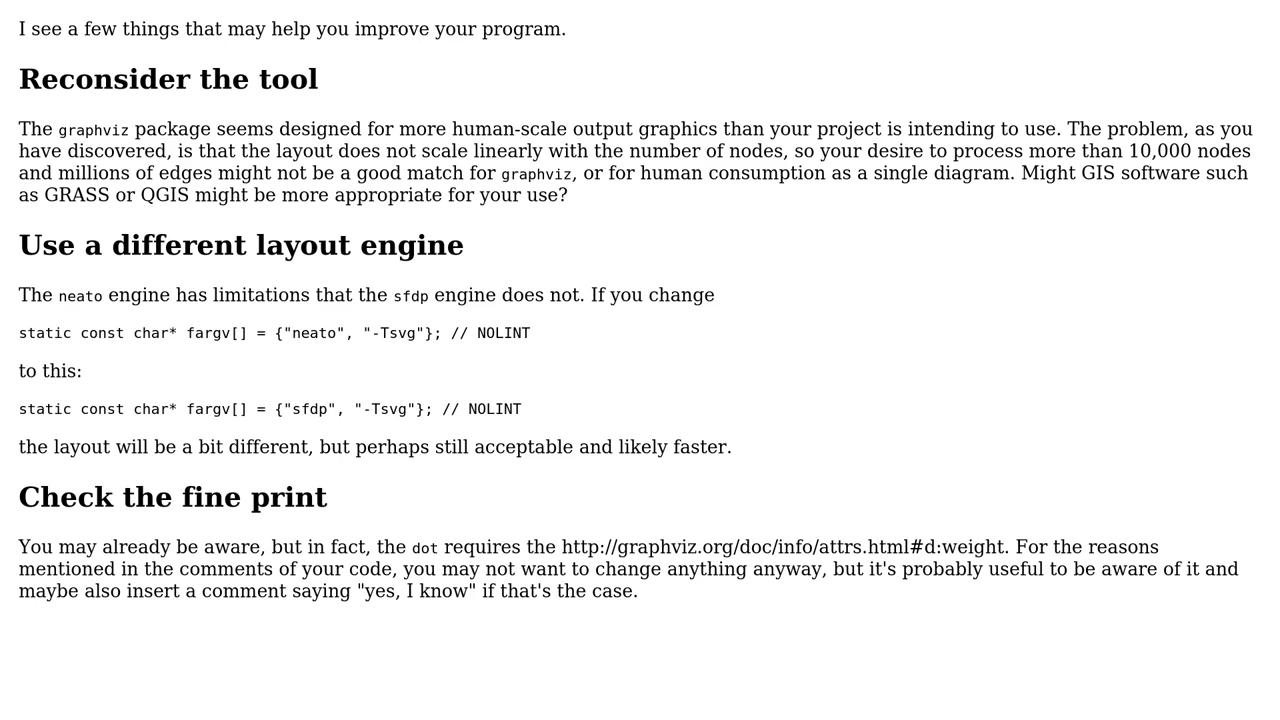 I see a few things that may help you improve your program.
Reconsider the tool
The graphviz package seems designed for more human-scale output graphics than your project is intending to use. The problem, as you
have discovered, is that the layout does not scale linearly with the number of nodes, so your desire to process more than 10,000 nodes
and millions of edges might not be a good match for graphviz, or for human consumption as a single diagram. Might GIS software such
as GRASS or QGIS might be more appropriate for your use?
Use a different layout engine
The neato engine has limitations that the sfdp engine does not. If you change
static const char* fargv[] = {"neato", "-Tsvg"}; // NOLINT
to this:
static const char* fargv[] = {"sfdp", "-Tsvg"}; // NOLINT
the layout will be a bit different, but perhaps still acceptable and likely faster.
Check the fine print
You may already be aware, but in fact, the dot requires the http://graphviz.org/doc/info/attrs.html#d:weight. For the reasons
mentioned in the comments of your code, you may not want to change anything anyway, but it's probably useful to be aware of it and
maybe also insert a comment saying "yes, I know" if that's the case.